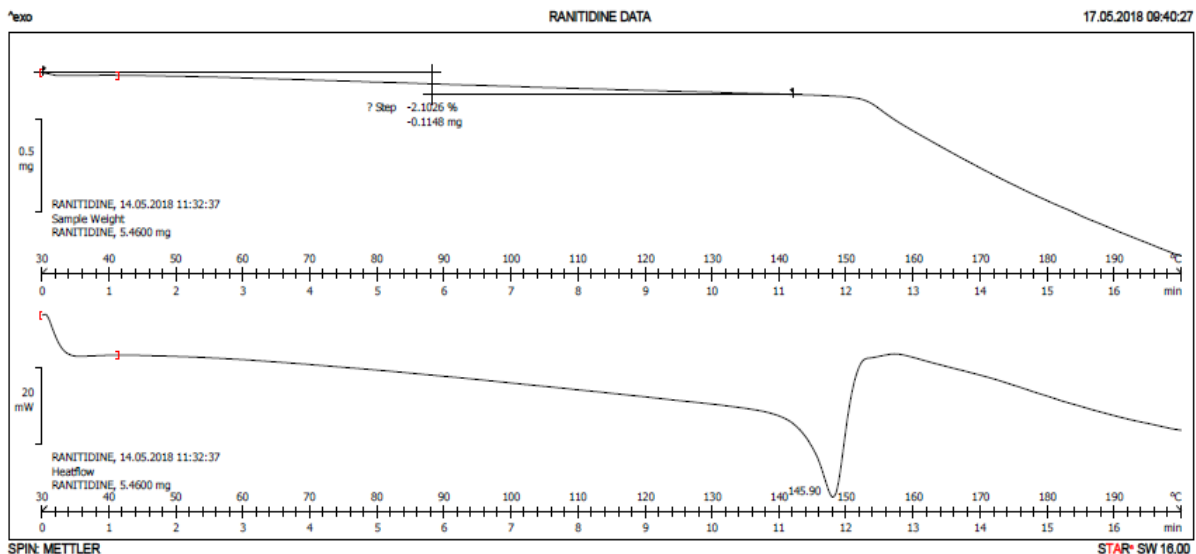 ^exo RANITIDINE DATA 17.05.2018 09:40:27
? Step -2.1026 %
-0.1148 mg
0.5
mg
RANITIDINE, 14.05.2018 11:32:37
Sample Weight
RANITIDINE, 5.4600 mg
30 40 50 60 70 80 90 100 110 120 130 140 150 160 170 180 190 °C
0 1 2 3 4 5 6 7 8 9 10 11 12 13 14 15 16 min
20
mW
RANITIDINE, 14.05.2018 11:32:37
Heatflow
RANITIDINE, 5.4600 mg
145.90
30 40 50 60 70 80 90 100 110 120 130 140 150 160 170 180 190 °C
0 1 2 3 4 5 6 7 8 9 10 11 12 13 14 15 16 min
SPIN: METTLER STARe SW 16.00